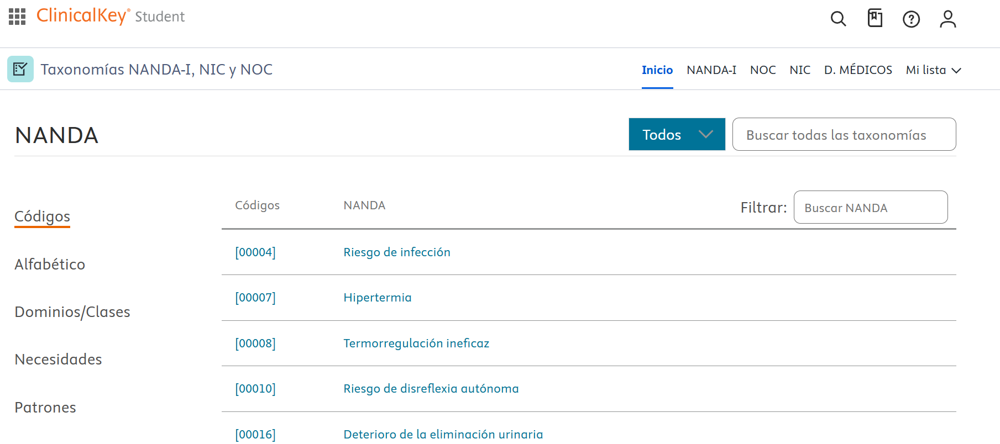 ClinicalKey® Student
Taxonomías NANDA-I, NIC y NOC
Inicio NANDA-I NOC NIC D. MÉDICOS Mi lista
NANDA
Todos
Buscar todas las taxonomías
Códigos
Alfabético
Dominios/Clases
Necesidades
Patrones
Códigos NANDA Filtrar: Buscar NANDA
[00004] Riesgo de infección
[00007] Hipertermia
[00008] Termorregulación ineficaz
[00010] Riesgo de disreflexia autónoma
[00016] Deterioro de la eliminación urinaria